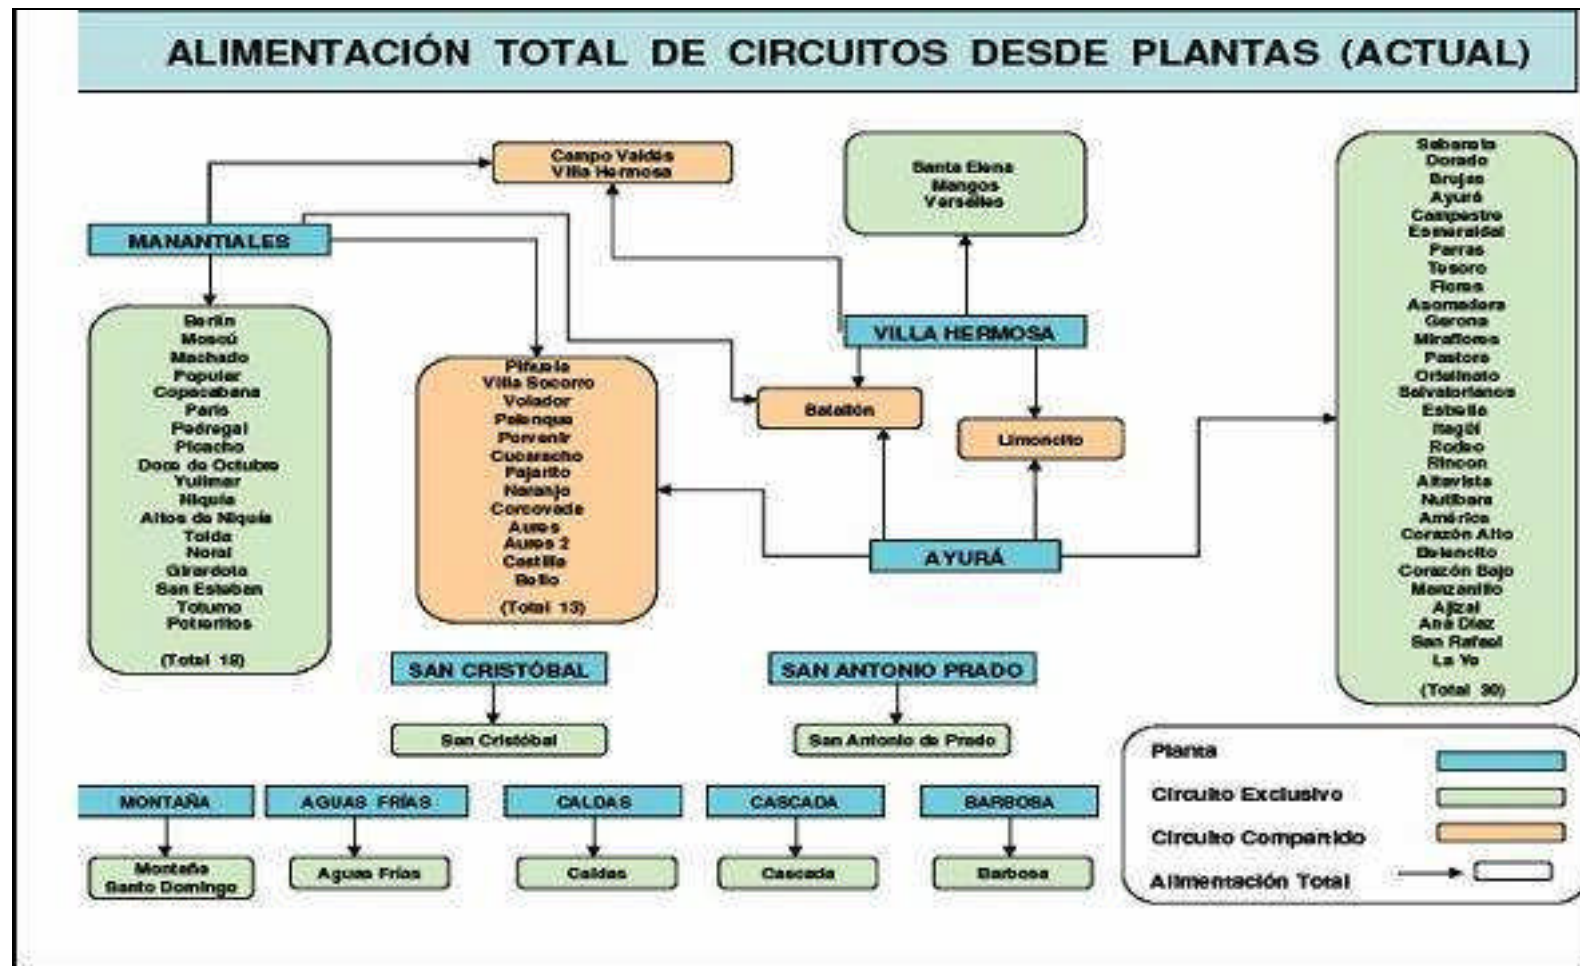 ALIMENTACIÓN TOTAL DE CIRCUITOS DESDE PLANTAS (ACTUAL)
Campo Valdés
Villa Hermosa
Santa Elena
Mangos
Versalles
MANANTIALES
Berlín
Moscú
Machado
Popular
Copacabana
París
Pedregal
Picacho
Doce de Octubre
Yulimar
Niquía
Altos de Niquía
Tolda
Noral
Girardota
San Esteban
Totumo
Potreritos
(Total 18)
Piñuela
Villa Socorro
Volador
Palenque
Porvenir
Cucaracho
Pajarito
Naranjo
Corcovada
Aures
Aures 2
Castilla
Bello
(Total 13)
VILLA HERMOSA
Batallón
Limoncito
AYURÁ
Sabaneta
Dorado
Brujas
Ayurá
Campestre
Esmeraldal
Parras
Tesoro
Flores
Asomadera
Gerona
Miraflores
Pastora
Orfelinato
Salvatorianos
Estrella
Itagüí
Rodeo
Rincon
Altavista
Nutibara
América
Corazón Alto
Belencito
Corazón Bajo
Manzanillo
Ajizal
Ana Díaz
San Rafael
La Ye
(Total 30)
SAN CRISTÓBAL
San Cristóbal
SAN ANTONIO PRADO
San Antonio de Prado
MONTAÑA
Montaña
Santo Domingo
AGUAS FRÍAS
Aguas Frías
CALDAS
Caldas
CASCADA
Cascada
BARBOSA
Barbosa
Planta
Circuito Exclusivo
Circuito Compartido
Alimentación Total